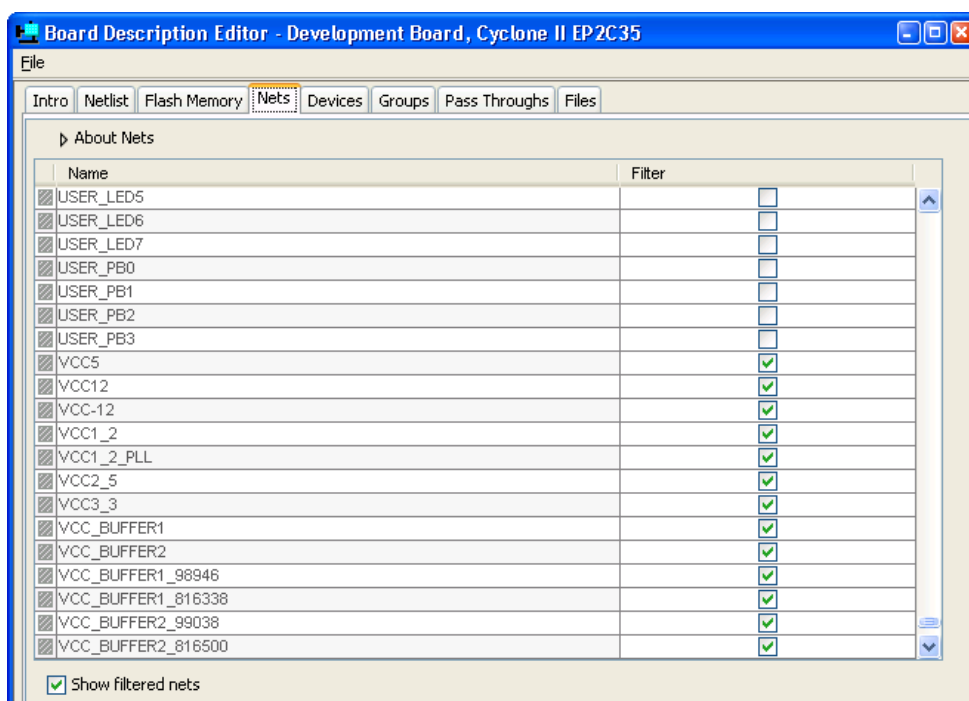 Board Description Editor - Development Board, Cyclone II EP2C35
File
Intro Netlist Flash Memory Nets Devices Groups Pass Throughs Files
About Nets
Name Filter
USER_LED5
USER_LED6
USER_LED7
USER_PB0
USER_PB1
USER_PB2
USER_PB3
VCC5
VCC12
VCC-12
VCC1_2
VCC1_2_PLL
VCC2_5
VCC3_3
VCC_BUFFER1
VCC_BUFFER2
VCC_BUFFER1_98946
VCC_BUFFER1_816338
VCC_BUFFER2_99038
VCC_BUFFER2_816500
Show filtered nets